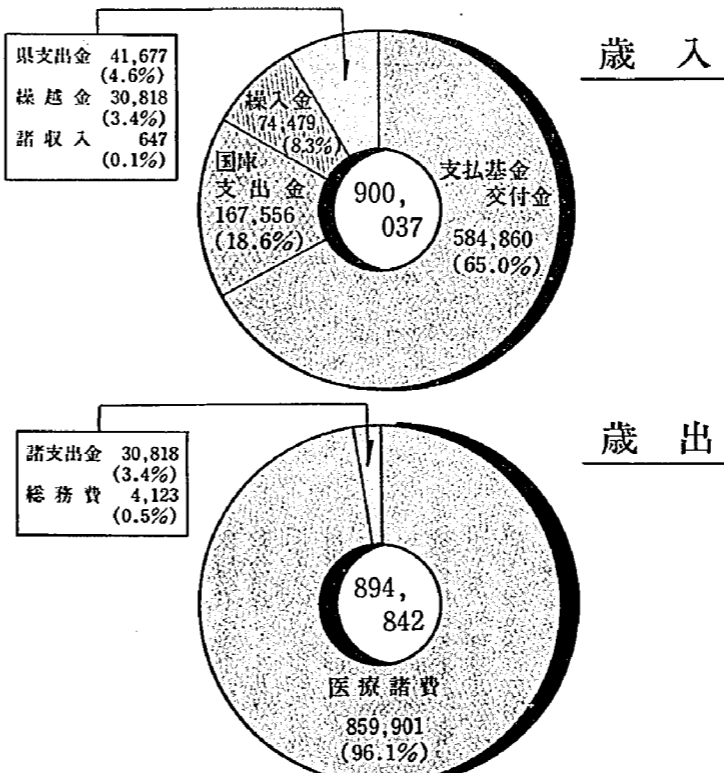 歳入
県支出金 41,677
(4.6%)
繰越金 30,818
(3.4%)
諸収入 647
(0.1%)
繰入金
74,479
(8.3%)
国庫
支出金
167,556
(18.6%)
900,
037
支払基金
交付金
584,860
(65.0%)
歳出
諸支出金 30,818
(3.4%)
総務費 4,123
(0.5%)
894,
842
医療諸費
859,901
(96.1%)